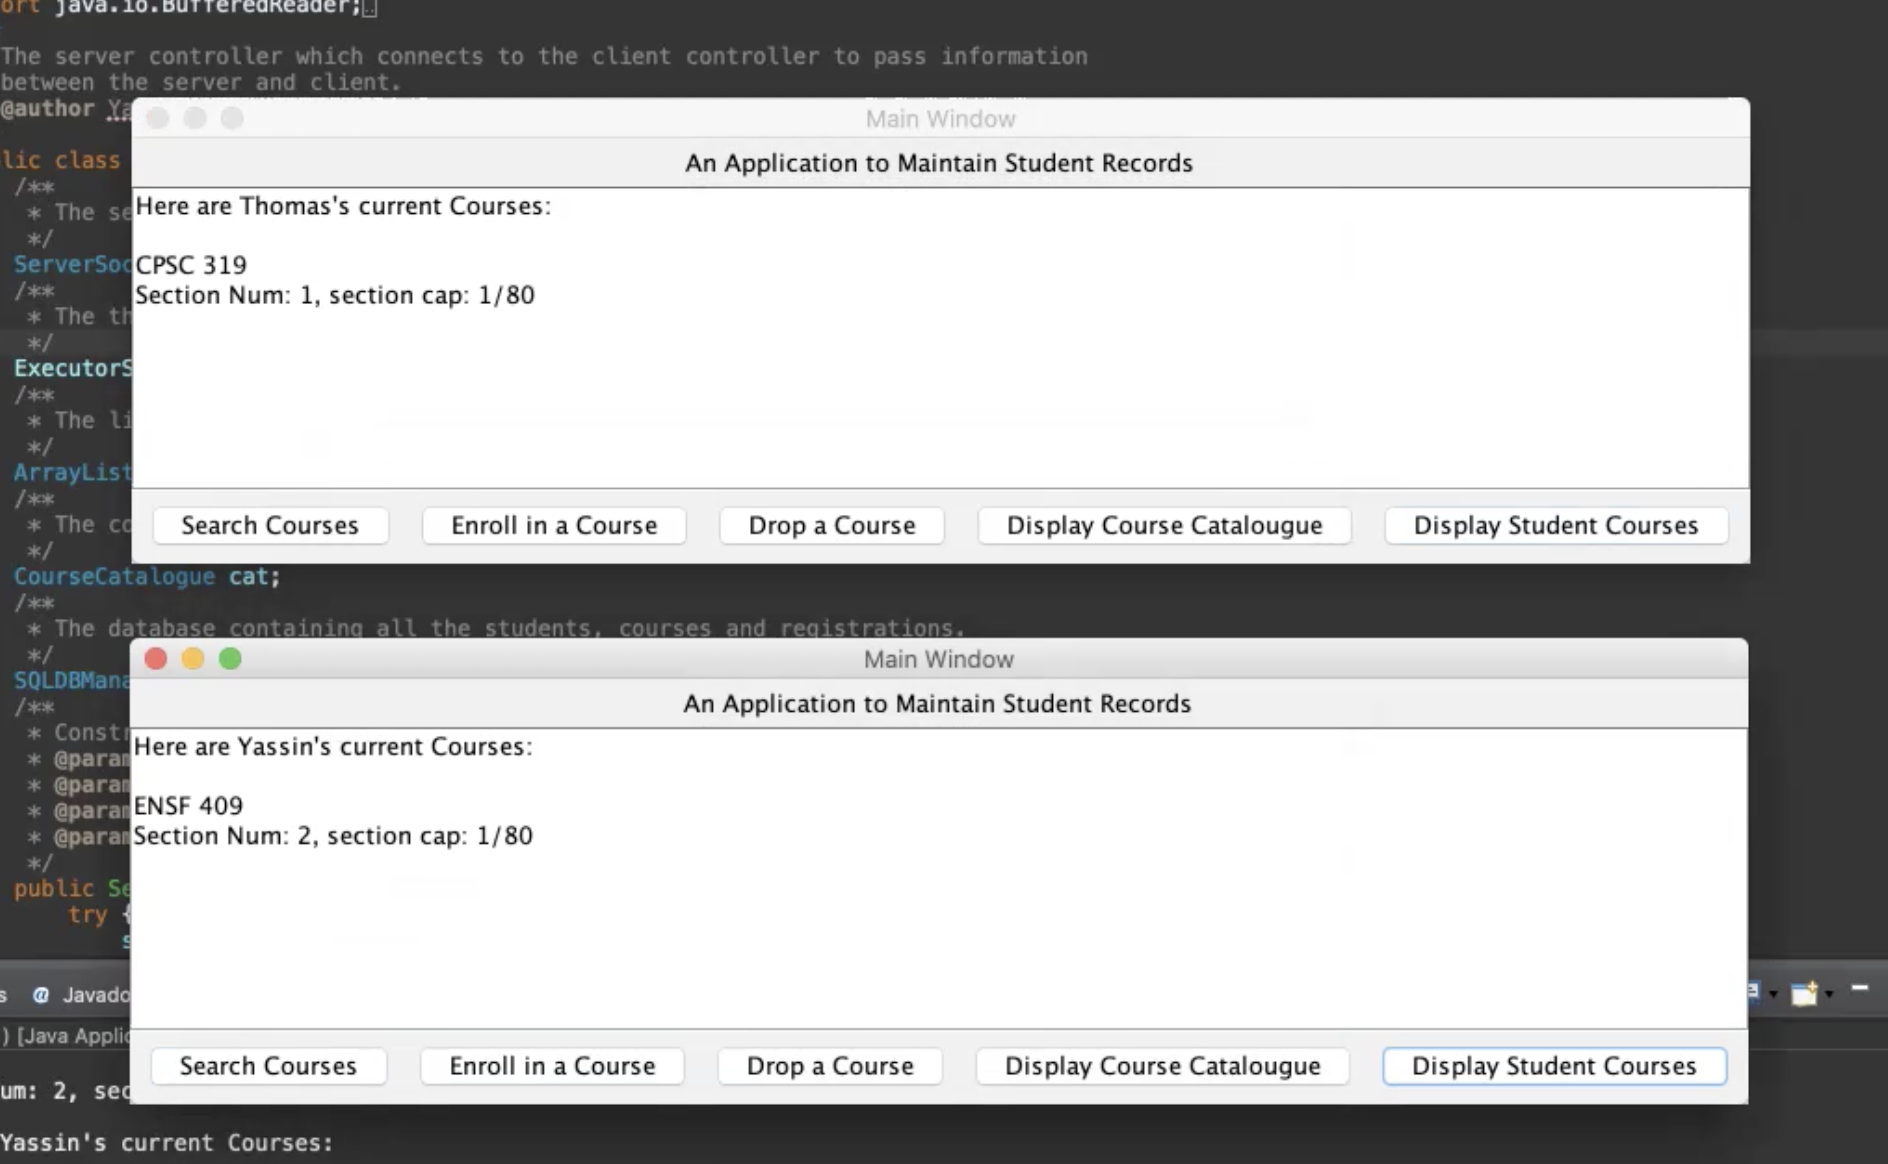 ort java.io.BufferedReader;
The server controller which connects to the client controller to pass information
between the server and client.
@author Ya
Main Window
An Application to Maintain Student Records
lic class
/**
Here are Thomas's current Courses:
* The se
*/
ServerSoc
CPSC 319
/**
Section Num: 1, section cap: 1/80
* The th
*/
ExecutorS
/**
* The li
*/
ArrayList
/**
* The co
Search Courses
Enroll in a Course
Drop a Course
Display Course Catalougue
Display Student Courses
*/
CourseCatalogue cat;
/**
* The database containing all the students, courses and registrations.
*/
Main Window
SQLDBMana
An Application to Maintain Student Records
/**
* Constr
Here are Yassin's current Courses:
* @param
* @param
* @param
* @param
ENSF 409
Section Num: 2, section cap: 1/80
*/
public Se
try {
s
s @ Javado
) [Java Applic
Search Courses
Enroll in a Course
Drop a Course
Display Course Catalougue
Display Student Courses
um: 2, sec
Yassin's current Courses: